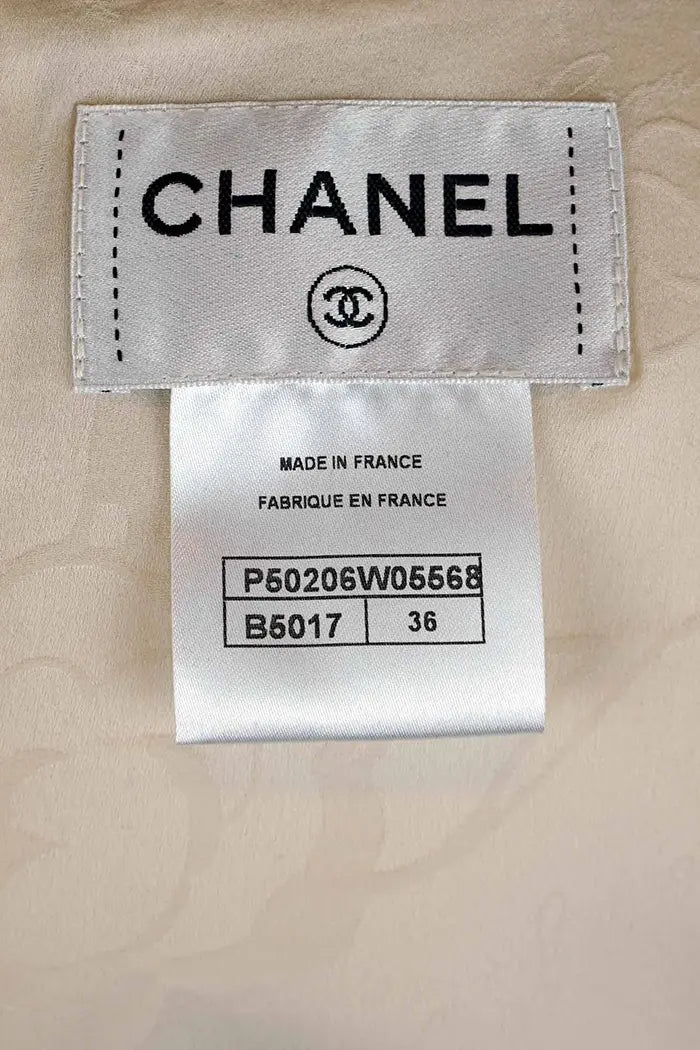 CHANEL
MADE IN FRANCE
FABRIQUE EN FRANCE
P50206W05568
B5017 36